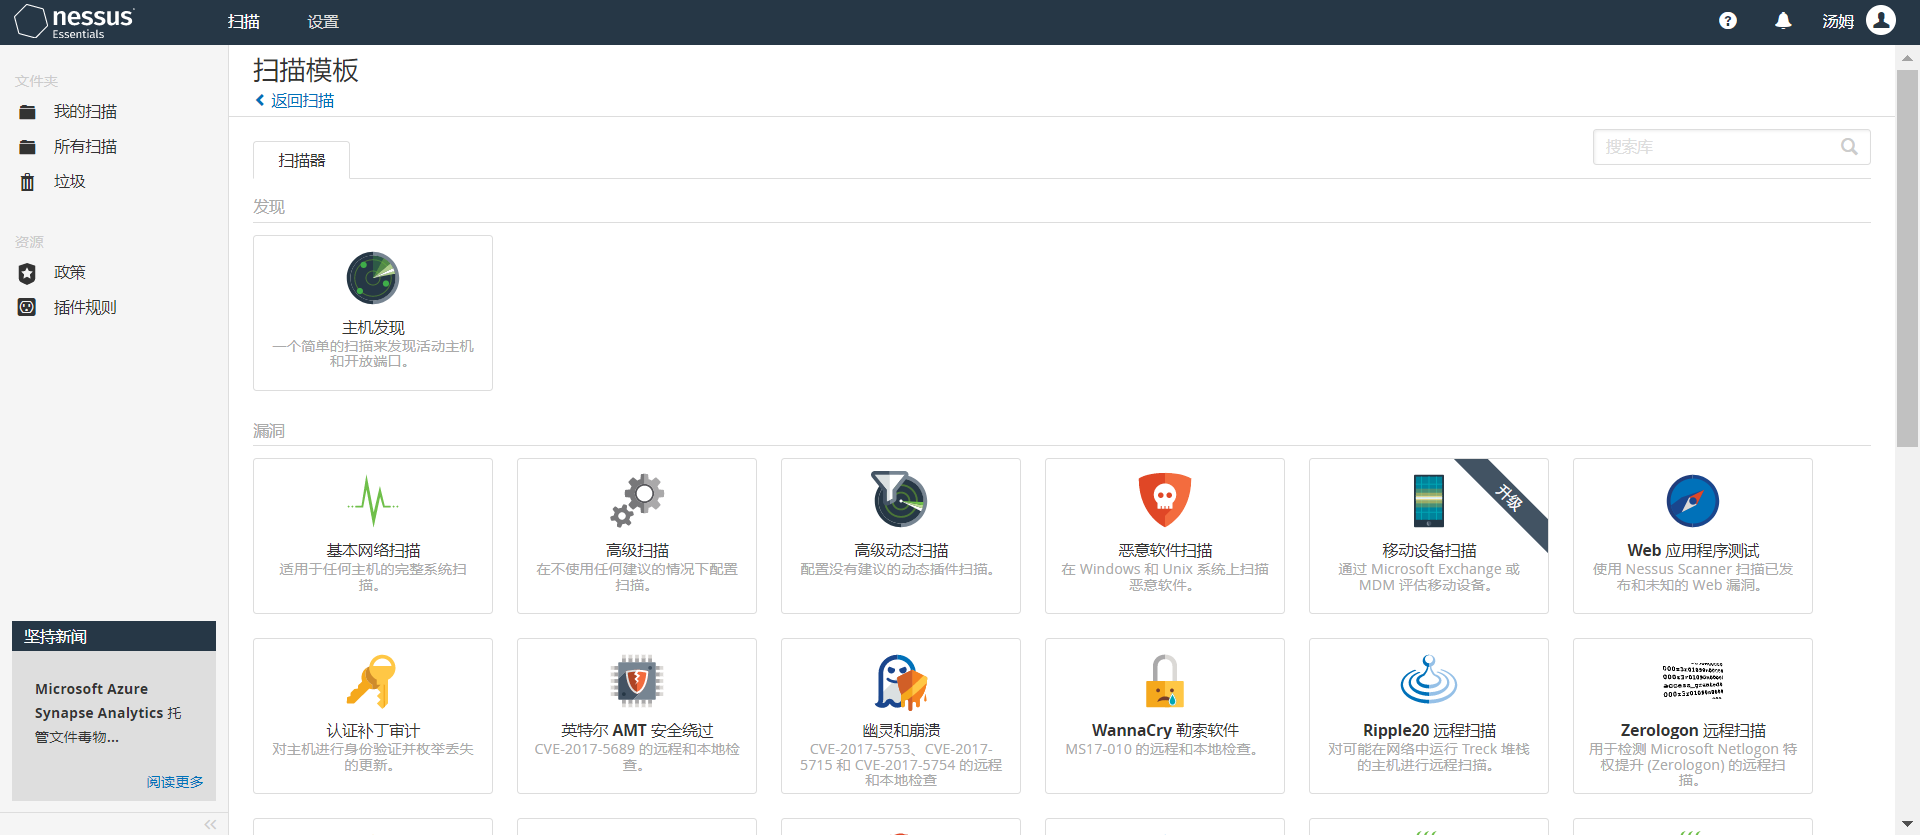 nessus
Essentials
扫描
设置
汤姆
文件夹
我的扫描
所有扫描
垃圾
资源
政策
插件规则
坚持新闻
Microsoft Azure
Synapse Analytics 托
管文件毒物...
阅读更多
扫描模板
返回扫描
扫描器
搜索库
发现
主机发现
一个简单的扫描来发现活动主机
和开放端口。
漏洞
基本网络扫描
适用于任何主机的完整系统扫
描。
高级扫描
在不使用任何建议的情况下配置
扫描。
高级动态扫描
配置没有建议的动态插件扫描。
恶意软件扫描
在 Windows 和 Unix 系统上扫描
恶意软件。
升级
移动设备扫描
通过 Microsoft Exchange 或
MDM 评估移动设备。
Web 应用程序测试
使用 Nessus Scanner 扫描已发
布和未知的 Web 漏洞。
认证补丁审计
对主机进行身份验证并枚举丢失
的更新。
英特尔 AMT 安全绕过
CVE-2017-5689 的远程和本地检
查。
幽灵和崩溃
CVE-2017-5753、CVE-2017-
5715 和 CVE-2017-5754 的远程
和本地检查
WannaCry 勒索软件
MS17-010 的远程和本地检查。
Ripple20 远程扫描
对可能在网络中运行 Treck 堆栈
的主机进行远程扫描。
Zerologon 远程扫描
用于检测 Microsoft Netlogon 特
权提升 (Zerologon) 的远程扫
描。